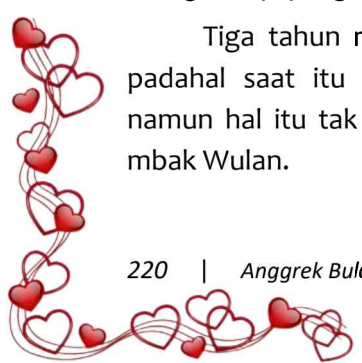 Tiga tahun
padahal saat itu
namun hal itu tak
mbak Wulan.
220 | Anggrek